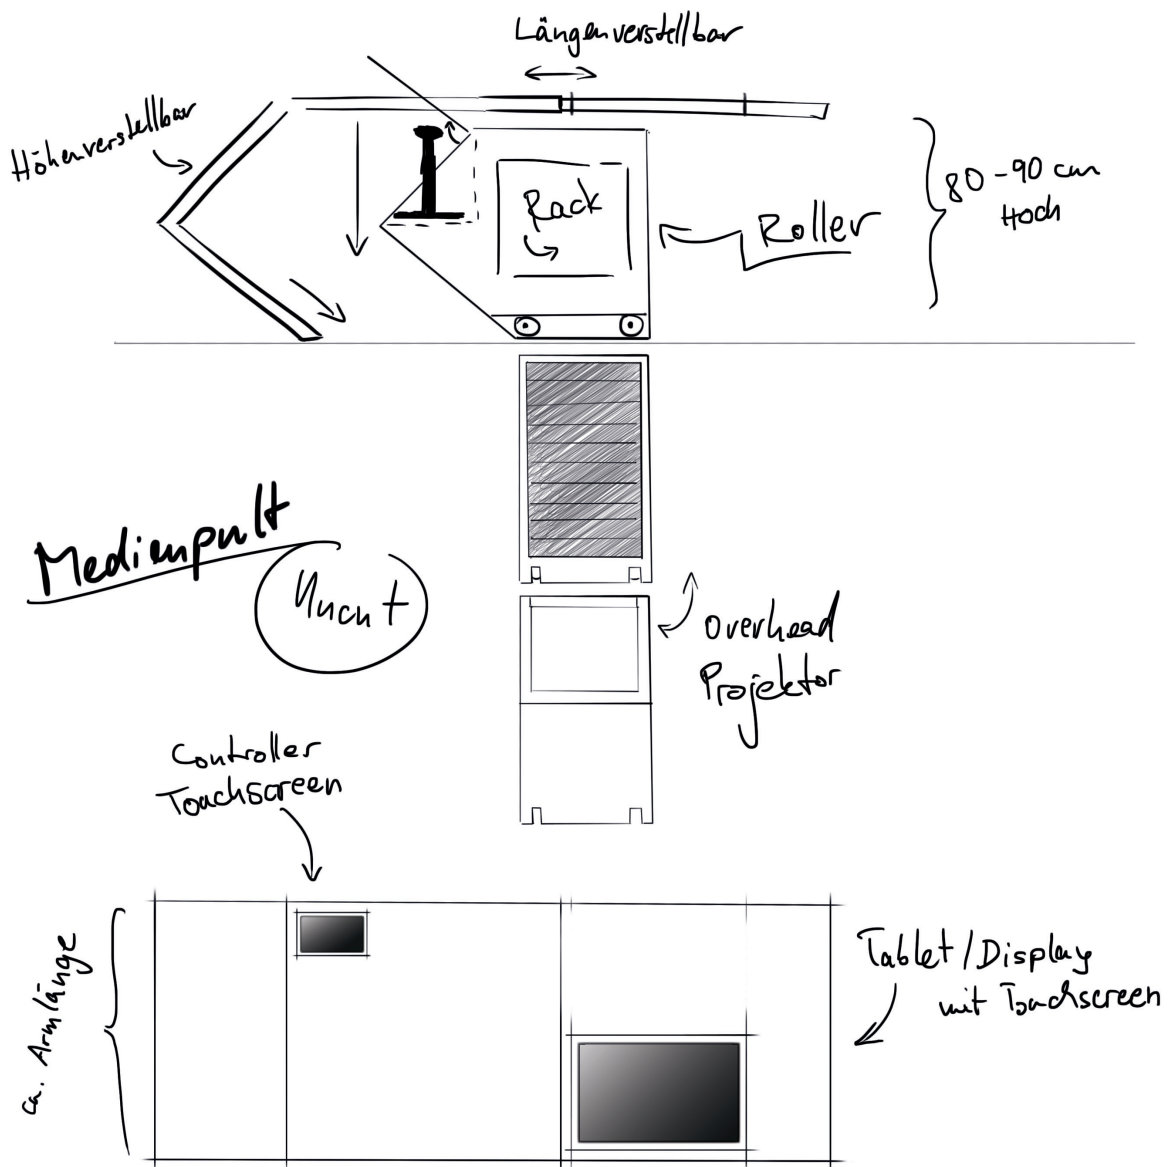 Längenverstellbar
Höhenverstellbar
Rack
Roller
80-90 cm
Hoch
Medienpult
Overhead
Projektor
Controller
Touchscreen
ca. Armlänge
Tablet/Display
mit Touchscreen